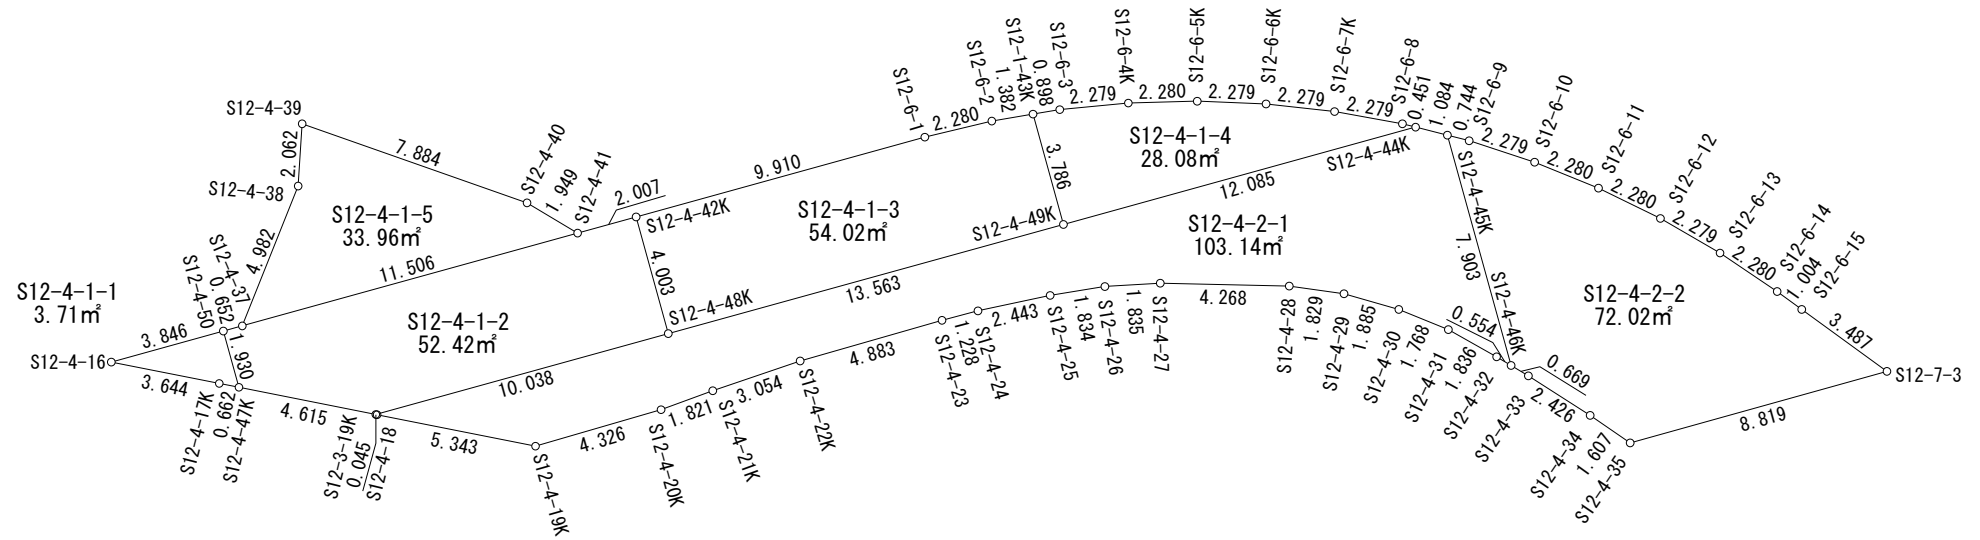 S12-4-1-1
3.71㎡
S12-4-16
3.846
3.644
S12-4-50
0.652
S12-4-37
1.930
S12-4-17K
0.662
S12-4-47K
4.615
S12-4-39
2.062
S12-4-38
4.982
7.884
S12-4-1-5
33.96㎡
S12-4-40
1.949
S12-4-41
2.007
11.506
S12-4-42K
S12-4-1-2
52.42㎡
4.003
S12-4-48K
10.038
S12-3-19K
0.045
S12-4-18
5.343
S12-4-19K
4.326
S12-4-20K
1.821
S12-4-21K
3.054
S12-4-22K
4.883
S12-4-23
1.228
S12-4-24
2.443
S12-4-25
1.834
S12-4-26
1.835
S12-4-27
4.268
S12-4-28
1.829
S12-4-29
1.885
S12-4-30
1.768
S12-4-31
1.836
S12-4-32
0.554
S12-4-46K
0.669
S12-4-33
2.426
S12-4-34
1.607
S12-4-35
9.910
S12-4-1-3
54.02㎡
13.563
S12-4-49K
S12-6-1
2.280
S12-6-2
1.382
S12-1-43K
0.898
S12-6-3
3.786
2.279
S12-6-4K
2.280
S12-6-5K
2.279
S12-6-6K
2.279
S12-6-7K
2.279
S12-6-8
0.451
1.084
0.744
S12-6-9
S12-4-1-4
28.08㎡
12.085
S12-4-44K
S12-4-2-1
103.14㎡
S12-4-45K
7.903
2.279
S12-6-10
2.280
S12-6-11
2.280
S12-6-12
2.279
S12-6-13
2.280
S12-6-14
1.004
S12-6-15
3.487
S12-4-2-2
72.02㎡
S12-7-3
8.819